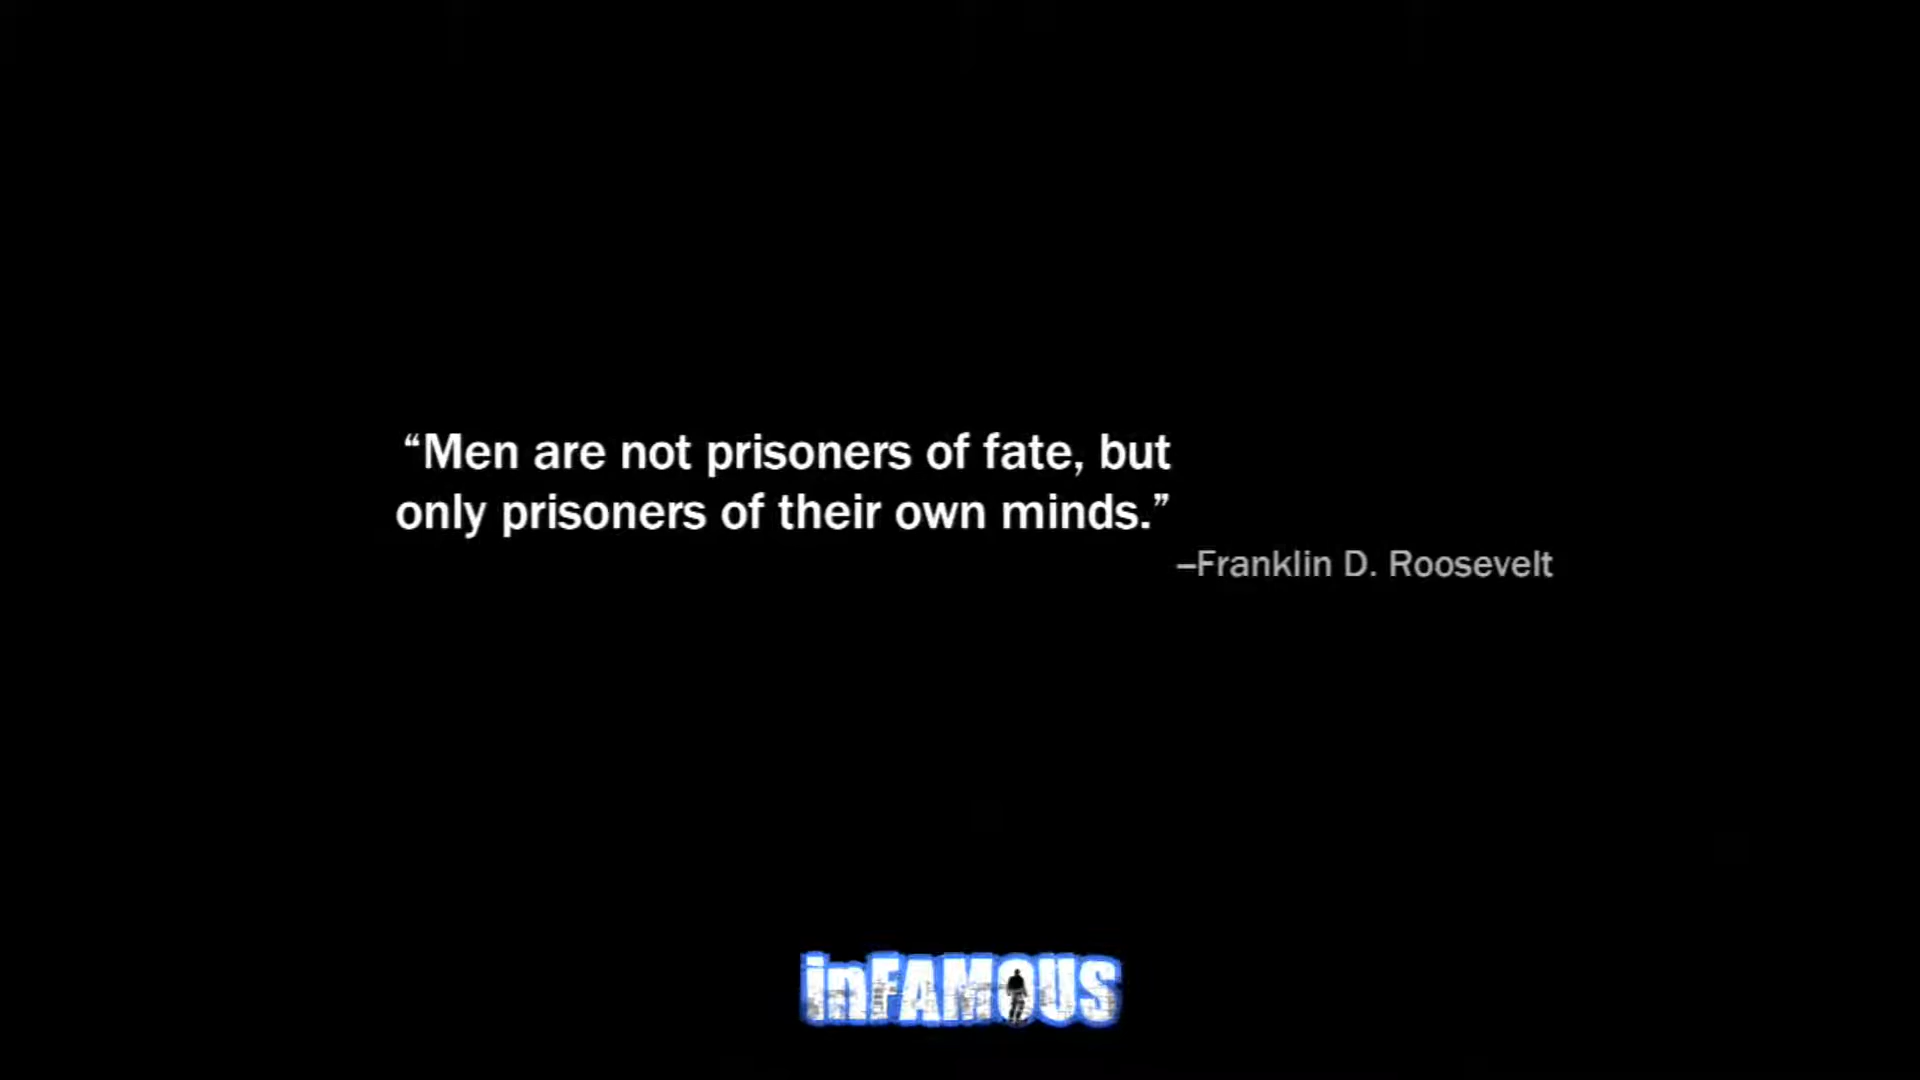 “Men are not prisoners of fate, but
only prisoners of their own minds.”
–Franklin D. Roosevelt
inFAMOUS